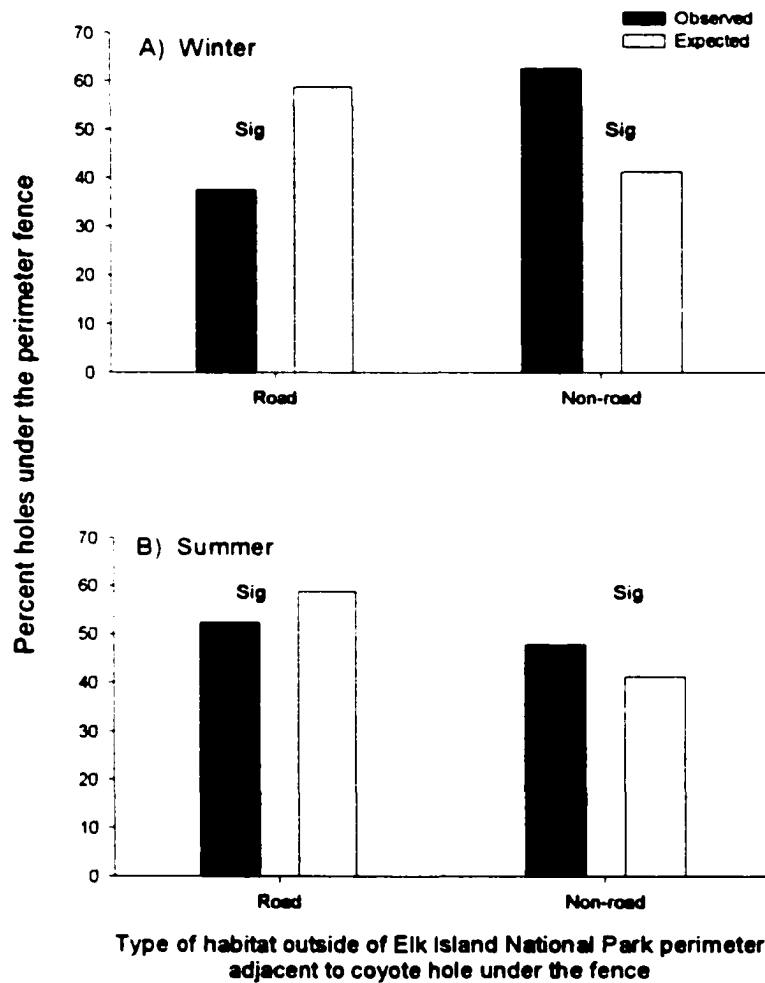 Observed
Expected
A) Winter
70
60
50
40
30
20
10
0
Sig
Sig
Road
Non-road
Percent holes under the perimeter fence
B) Summer
70
60
50
40
30
20
10
0
Sig
Sig
Road
Non-road
Type of habitat outside of Elk Island National Park perimeter
adjacent to coyote hole under the fence